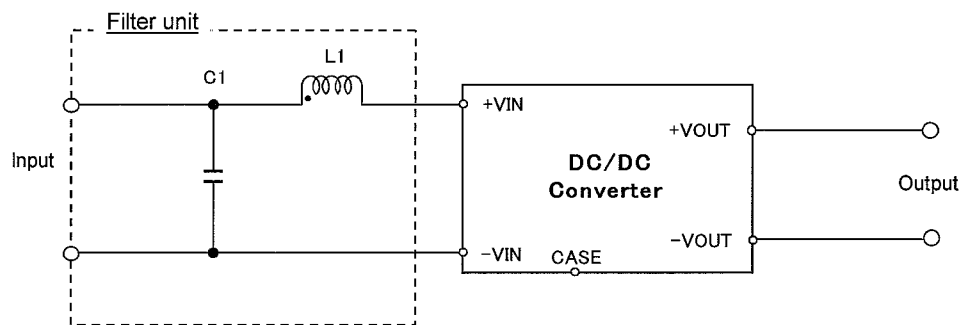 Filter unit
L1
C1
+VIN
+VOUT
Input
DC/DC
Converter
Output
-VOUT
-VIN
CASE